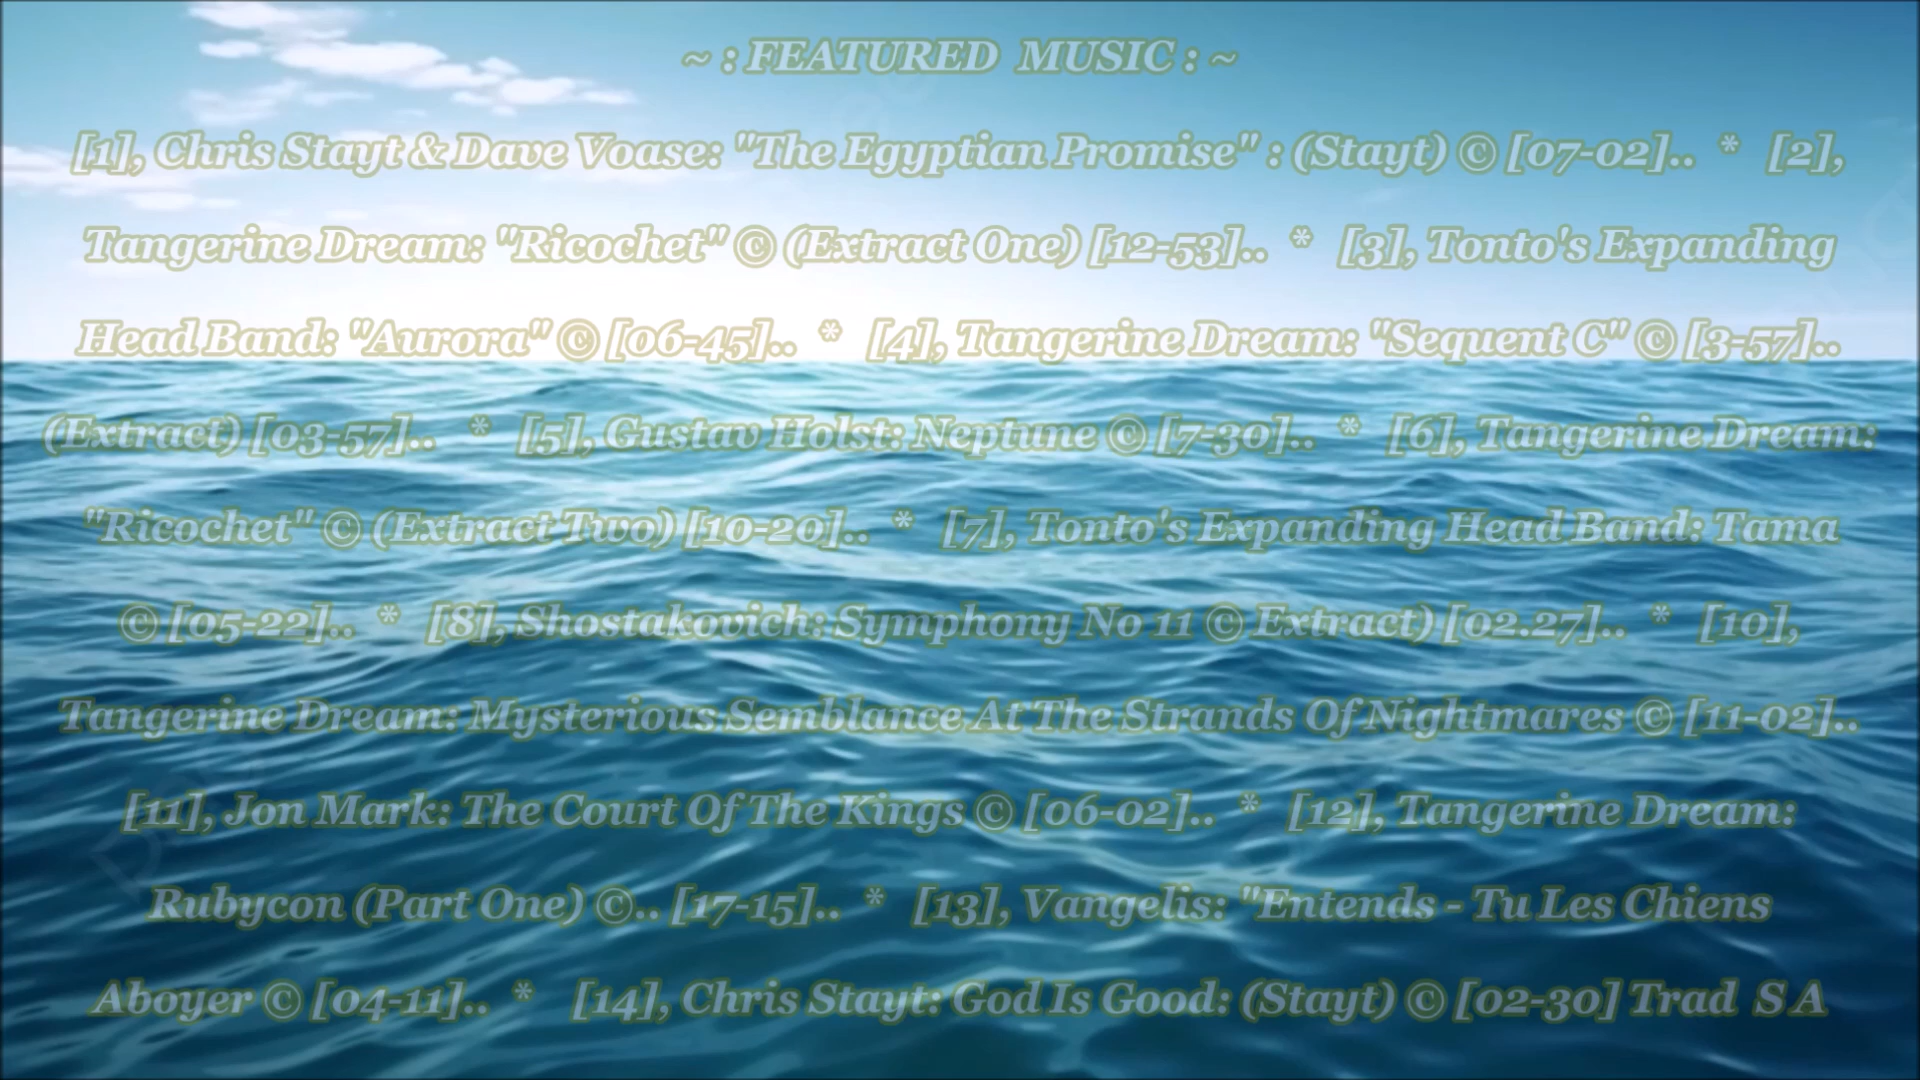 ~ : FEATURED MUSIC : ~
[1], Chris Stayt & Dave Voase: "The Egyptian Promise" : (Stayt) © [07-02].. * [2],
Tangerine Dream: "Ricochet" © (Extract One) [12-53].. * [3], Tonto's Expanding
Head Band: "Aurora" © [06-45].. * [4], Tangerine Dream: "Sequent C" © [3-57]..
(Extract) [03-57].. * [5], Gustav Holst: Neptune © [7-30].. * [6], Tangerine Dream:
"Ricochet" © (Extract Two) [10-20].. * [7], Tonto's Expanding Head Band: Tama
© [05-22].. * [8], Shostakovich: Symphony No 11 © Extract) [02.27].. * [10],
Tangerine Dream: Mysterious Semblance At The Strands Of Nightmares © [11-02]..
[11], Jon Mark: The Court Of The Kings © [06-02].. * [12], Tangerine Dream:
Rubycon (Part One) ©.. [17-15].. * [13], Vangelis: "Entends - Tu Les Chiens
Aboyer © [04-11].. * [14], Chris Stayt: God Is Good: (Stayt) © [02-30] Trad S A